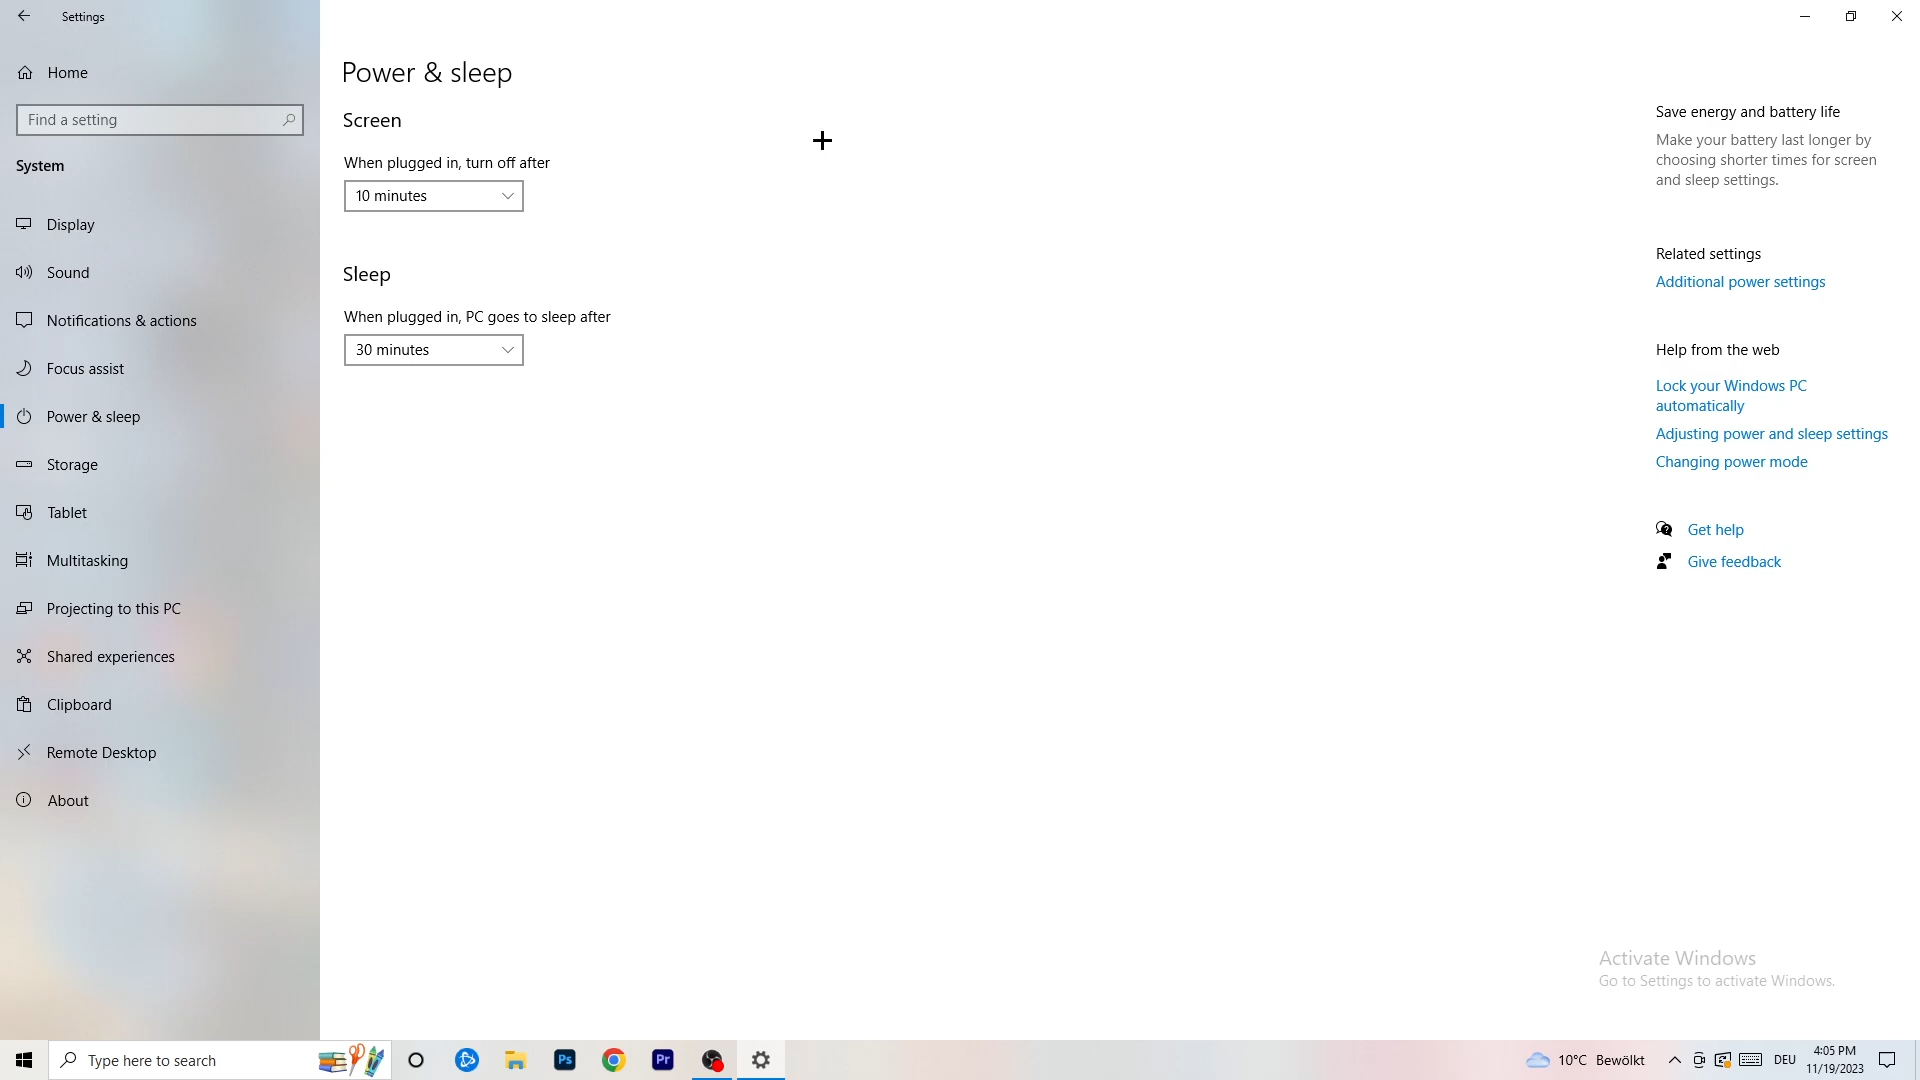 Settings
Home
Find a setting
System
Display
Sound
Notifications & actions
Focus assist
Power & sleep
Storage
Tablet
Multitasking
Projecting to this PC
Shared experiences
Clipboard
Remote Desktop
About
Power & sleep
Screen
When plugged in, turn off after
10 minutes
Sleep
When plugged in, PC goes to sleep after
30 minutes
Save energy and battery life
Make your battery last longer by
choosing shorter times for screen
and sleep settings.
Related settings
Additional power settings
Help from the web
Lock your Windows PC
automatically
Adjusting power and sleep settings
Changing power mode
Get help
Give feedback
Activate Windows
Go to Settings to activate Windows.
Type here to search
Ps
Pr
10°C Bewölkt
DEU
4:05 PM
11/19/2023